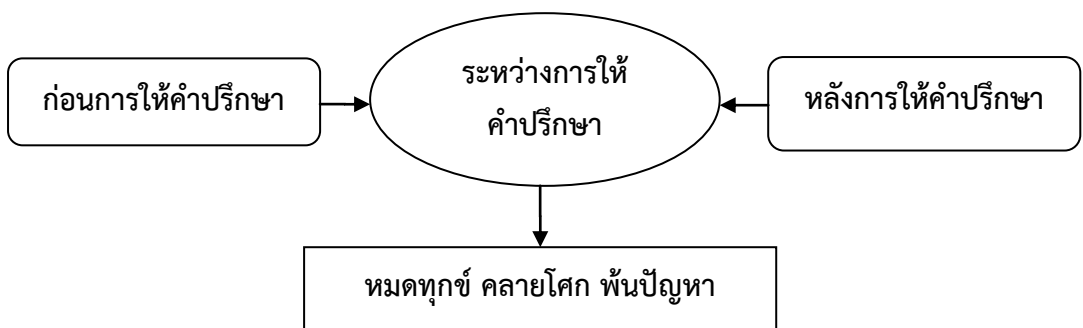 ก่อนการให้คำปรึกษา
ระหว่างการให้
คำปรึกษา
หลังการให้คำปรึกษา
หมดทุกข์ คลายโศก พ้นปัญหา